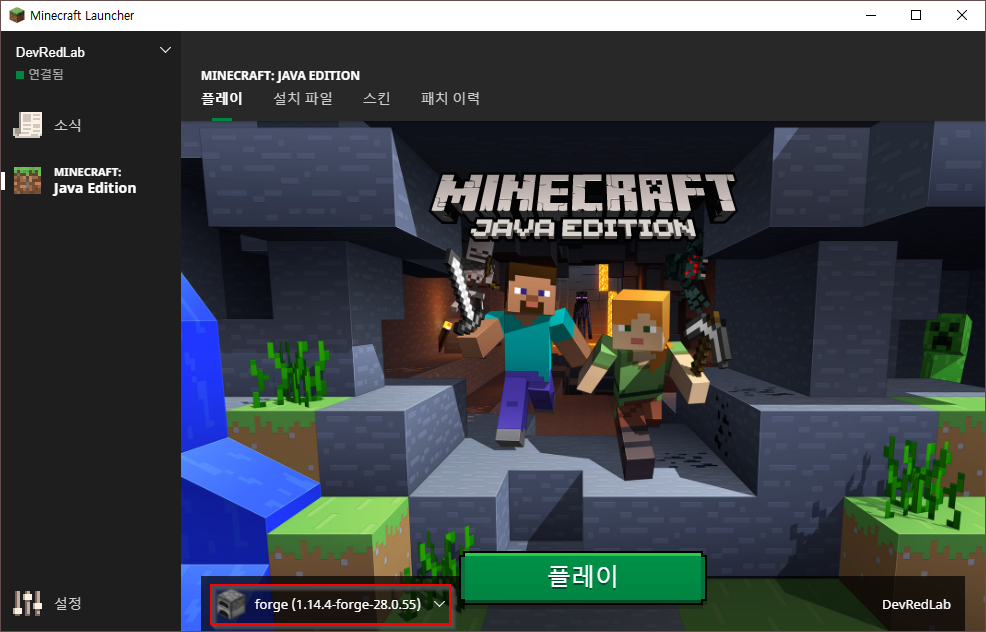 Minecraft Launcher
DevRedLab
연결됨
소식
MINECRAFT:
Java Edition
설정
MINECRAFT: JAVA EDITION
플레이 설치 파일 스킨 패치 이력
MINECRAFT
JAVA EDITION
플레이
forge (1.14.4-forge-28.0.55)
DevRedLab